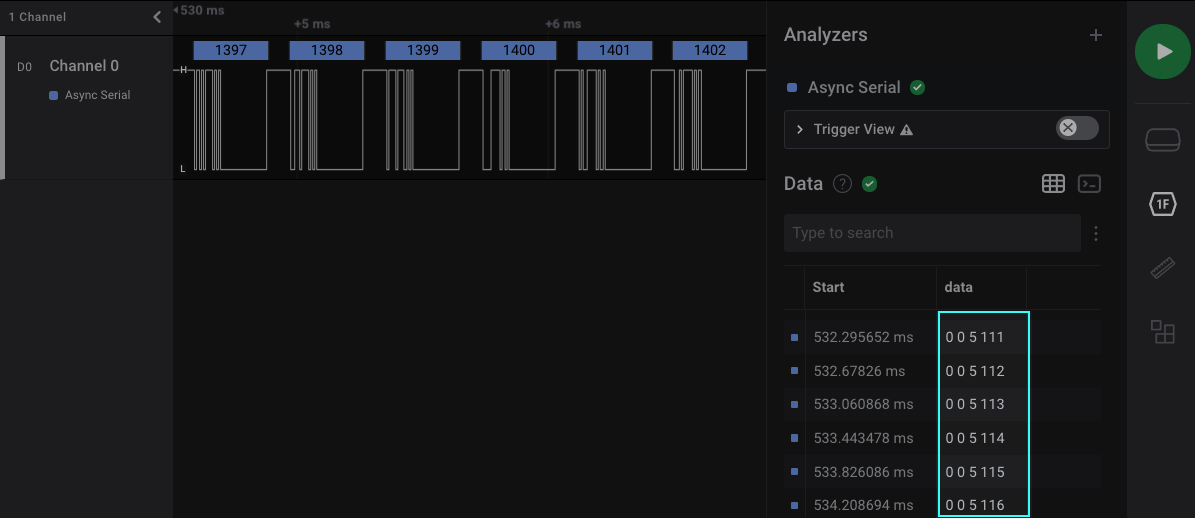 1 Channel
530 ms
+5 ms
+6 ms
D0 Channel 0
Async Serial
H
L
1397 1398 1399 1400 1401 1402
Analyzers
Async Serial
Trigger View
Data
Type to search
Start data
532.295652 ms 0 0 5 111
532.67826 ms 0 0 5 112
533.060868 ms 0 0 5 113
533.443478 ms 0 0 5 114
533.826086 ms 0 0 5 115
534.208694 ms 0 0 5 116
1F